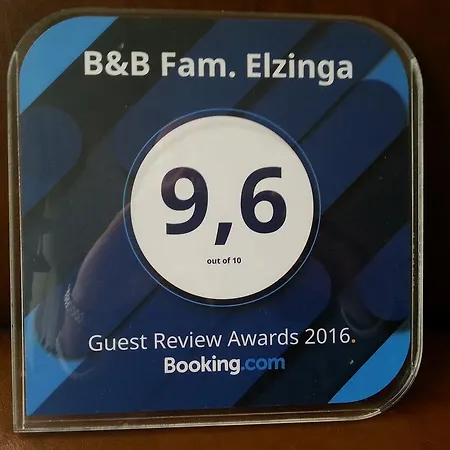 B&B Fam. Elzinga
9,6
out of 10
Guest Review Awards 2016.
Booking.com